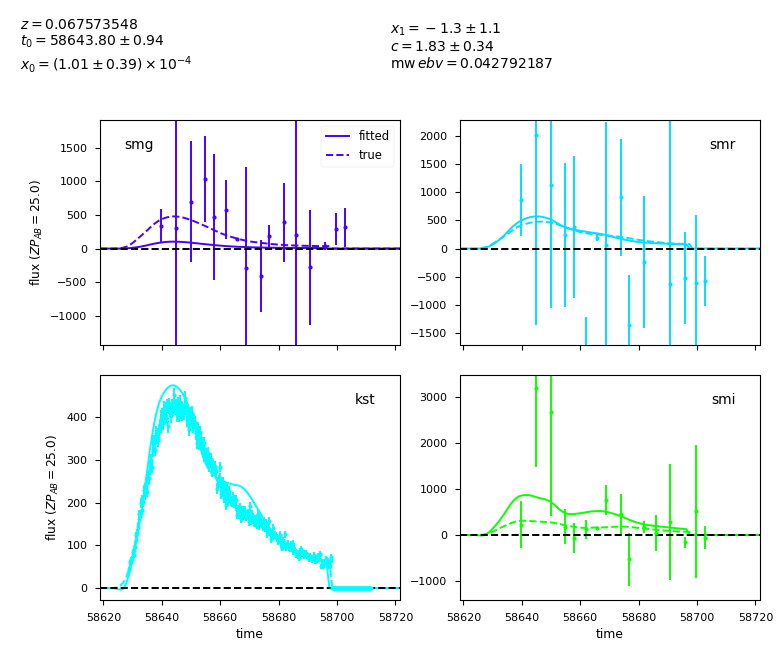 z = 0.067573548
t₀ = 58643.80 ± 0.94
x₀ = (1.01 ± 0.39) × 10⁻⁴
x₁ = −1.3 ± 1.1
c = 1.83 ± 0.34
mw ebv = 0.042792187
smg
fitted
true
1500
1000
500
0
−500
−1000
flux (ZP_AB = 25.0)
smr
2000
1500
1000
500
0
−500
−1000
−1500
kst
400
300
200
100
0
flux (ZP_AB = 25.0)
58620 58640 58660 58680 58700 58720
time
smi
3000
2000
1000
0
−1000
58620 58640 58660 58680 58700 58720
time